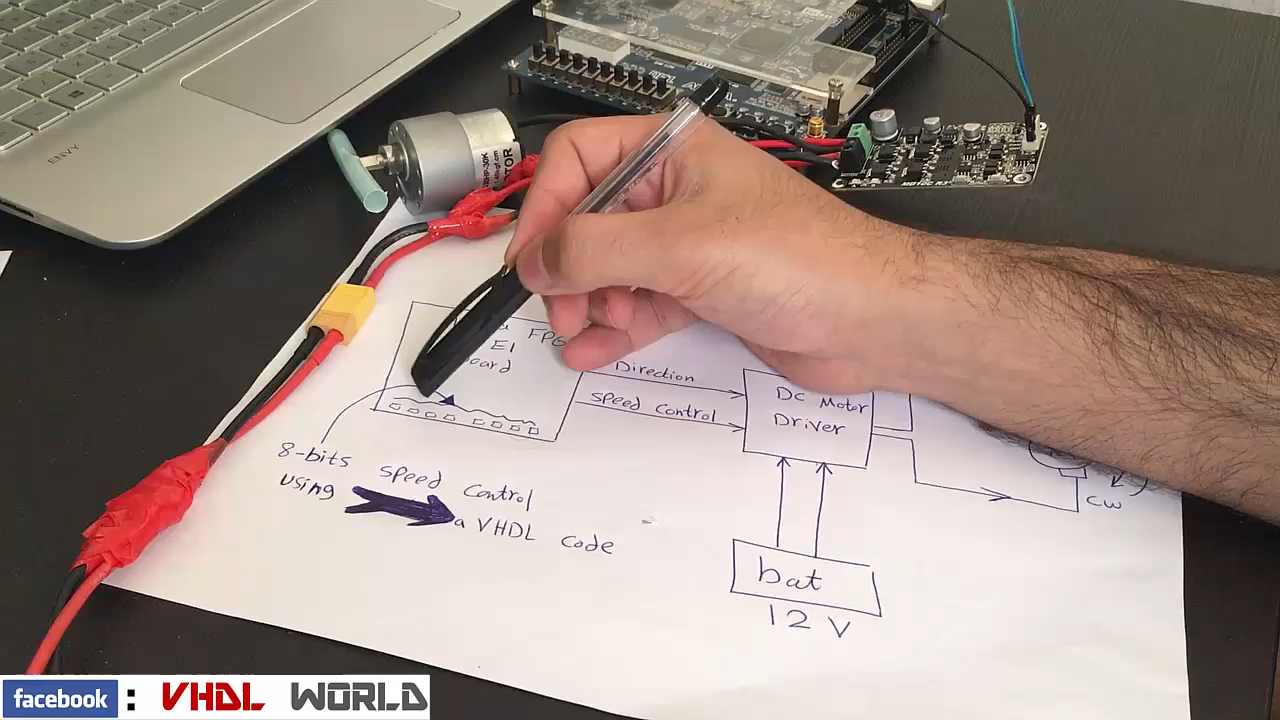 ENVY
FPG
E1
oard
Direction
Speed Control
Dc Motor
Driver
8-bits Speed Control
using a VHDL code
CW
bat
12 V
facebook : VHDL WORLD